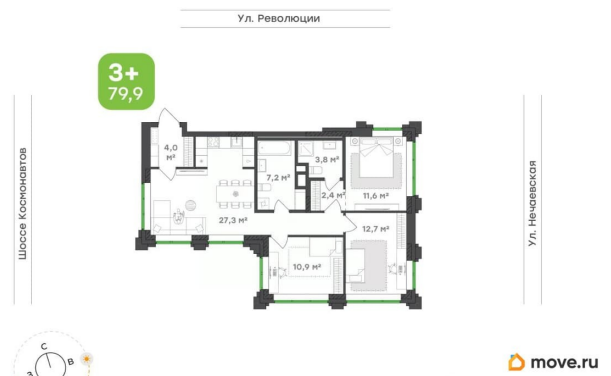 Ул. Революции
3+
79,9
Шоссе Космонавтов
Ул. Нечаевская
4,0
м²
7,2 м²
3,8 м²
2,4 м²
11,6 м²
27,3 м²
12,7 м²
10,9 м²
С
В
З
move.ru